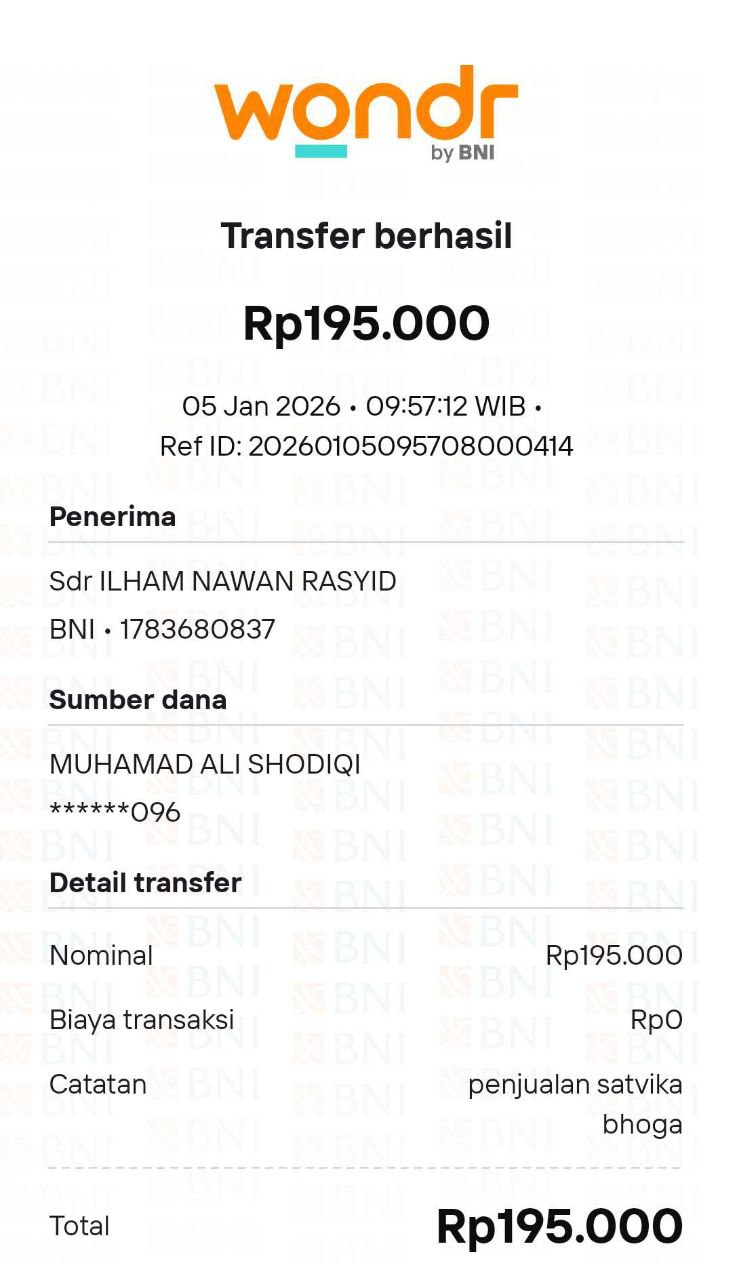 wondr
by BNI
Transfer berhasil
Rp195.000
05 Jan 2026 • 09:57:12 WIB •
Ref ID: 20260105095708000414
Penerima
Sdr ILHAM NAWAN RASYID
BNI • 1783680837
Sumber dana
MUHAMAD ALI SHODIQI
******096
Detail transfer
Nominal Rp195.000
Biaya transaksi Rp0
Catatan penjualan satvika
bhoga
Total Rp195.000